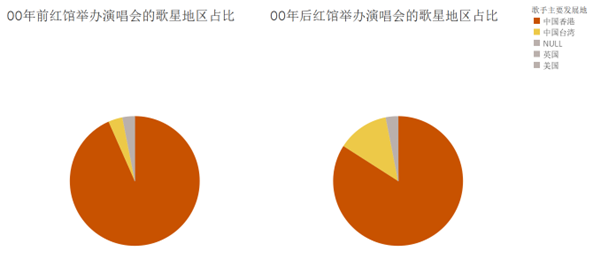 00年前红馆举办演唱会的歌星地区占比
00年后红馆举办演唱会的歌星地区占比
歌手主要发展地
中国香港
中国台湾
NULL
英国
美国